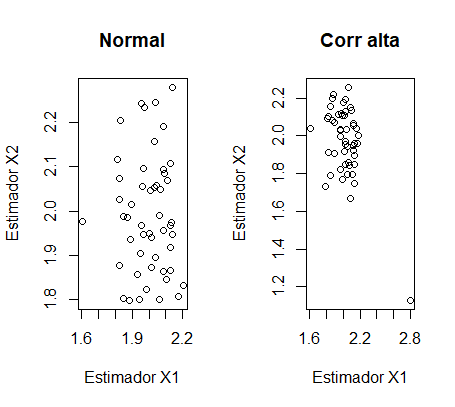 Normal
Estimador X2
1.8 1.9 2.0 2.1 2.2
1.6 1.9 2.2
Estimador X1
Corr alta
Estimador X2
1.2 1.4 1.6 1.8 2.0 2.2
1.6 2.2 2.8
Estimador X1